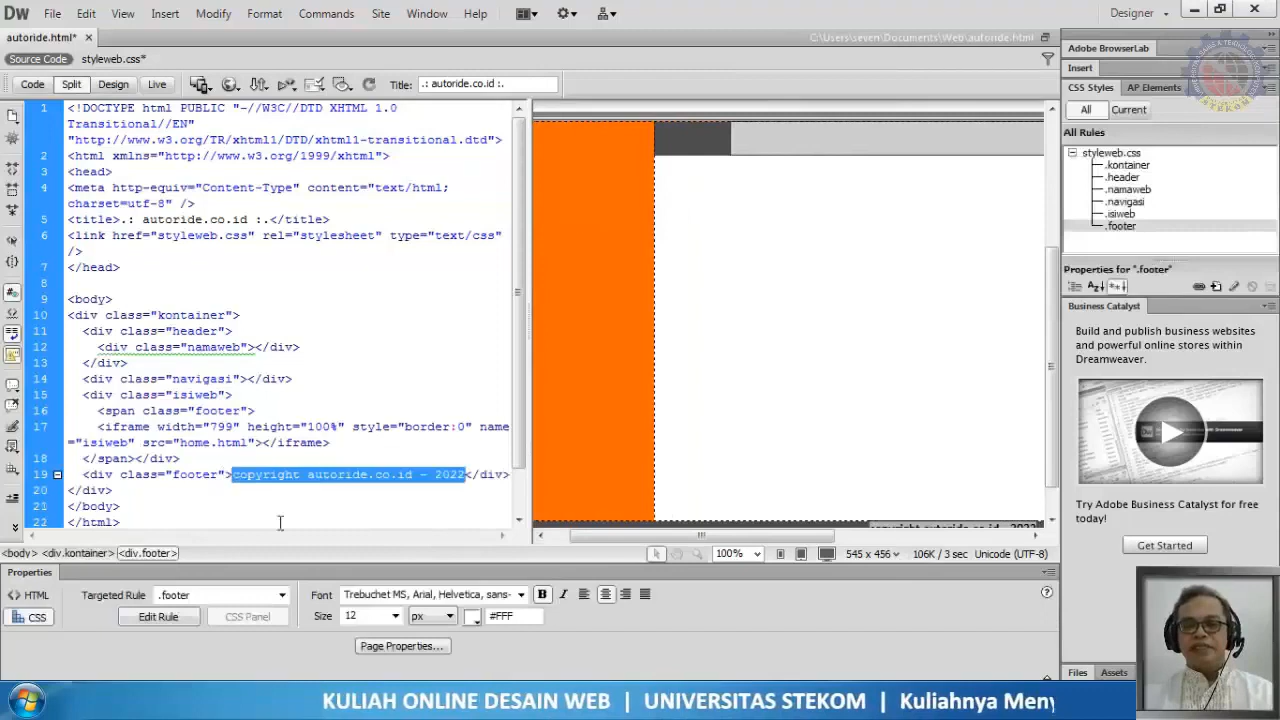 Dw File Edit View Insert Modify Format Commands Site Window Help Designer
autoride.html* C:\Users\seven\Documents\Web\autoride.html
Source Code styleweb.css*
Code Split Design Live Title: .: autoride.co.id :.
Adobe BrowserLab
Insert
CSS Styles AP Elements
All Current
All Rules
styleweb.css
.kontainer
.header
.namaweb
.navigasi
.isiweb
.footer
Properties for ".footer"
Business Catalyst
Build and publish business websites
and powerful online stores within
Dreamweaver.
Try Adobe Business Catalyst for free
today!
Get Started
Files Assets
1 <!DOCTYPE html PUBLIC "-//W3C//DTD XHTML 1.0
Transitional//EN"
"http://www.w3.org/TR/xhtml1/DTD/xhtml1-transitional.dtd">
2 <html xmlns="http://www.w3.org/1999/xhtml">
3 <head>
4 <meta http-equiv="Content-Type" content="text/html;
charset=utf-8" />
5 <title>.: autoride.co.id :.</title>
6 <link href="styleweb.css" rel="stylesheet" type="text/css"
/>
7 </head>
8
9 <body>
10 <div class="kontainer">
11 <div class="header">
12 <div class="namaweb"></div>
13 </div>
14 <div class="navigasi"></div>
15 <div class="isiweb">
16 <span class="footer">
17 <iframe width="799" height="100%" style="border:0" name
="isiweb" src="home.html"></iframe>
18 </span></div>
19 <div class="footer">copyright autoride.co.id - 2022</div>
20 </div>
21 </body>
22 </html>
copyright autoride.co.id - 2022
<body> <div.kontainer> <div.footer> 100% 545 x 456 106K / 3 sec Unicode (UTF-8)
Properties
HTML Targeted Rule .footer Font Trebuchet MS, Arial, Helvetica, sans- B I
CSS Edit Rule CSS Panel Size 12 px #FFF
Page Properties...
KULIAH ONLINE DESAIN WEB | UNIVERSITAS STEKOM | Kuliahnya Meny